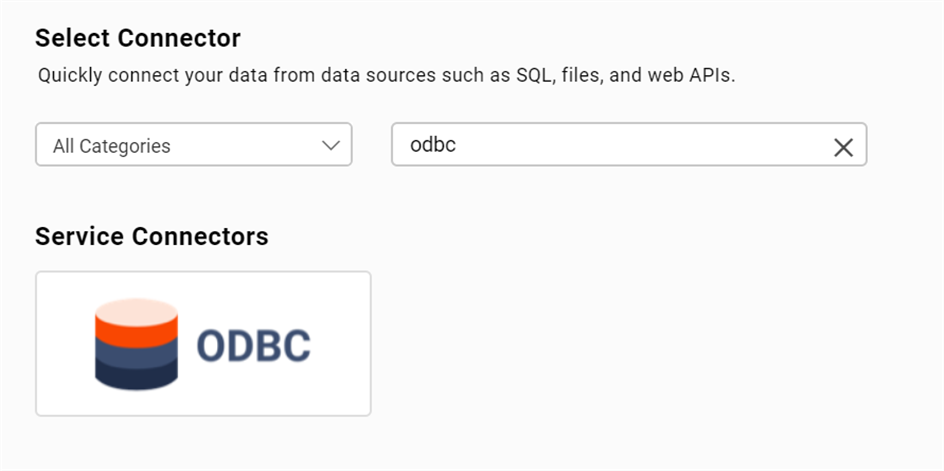 Select Connector
Quickly connect your data from data sources such as SQL, files, and web APIs.
All Categories
odbc
Service Connectors
ODBC